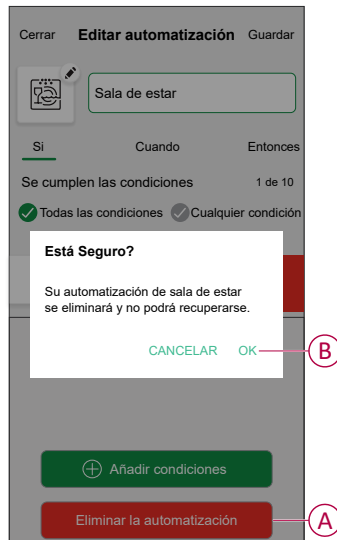 Cerrar Editar automatización Guardar
Sala de estar
Si Cuando Entonces
Se cumplen las condiciones 1 de 10
Todas las condiciones Cualquier condición
Está Seguro?
Su automatización de sala de estar
se eliminará y no podrá recuperarse.
CANCELAR OK
B
Añadir condiciones
Eliminar la automatización
A